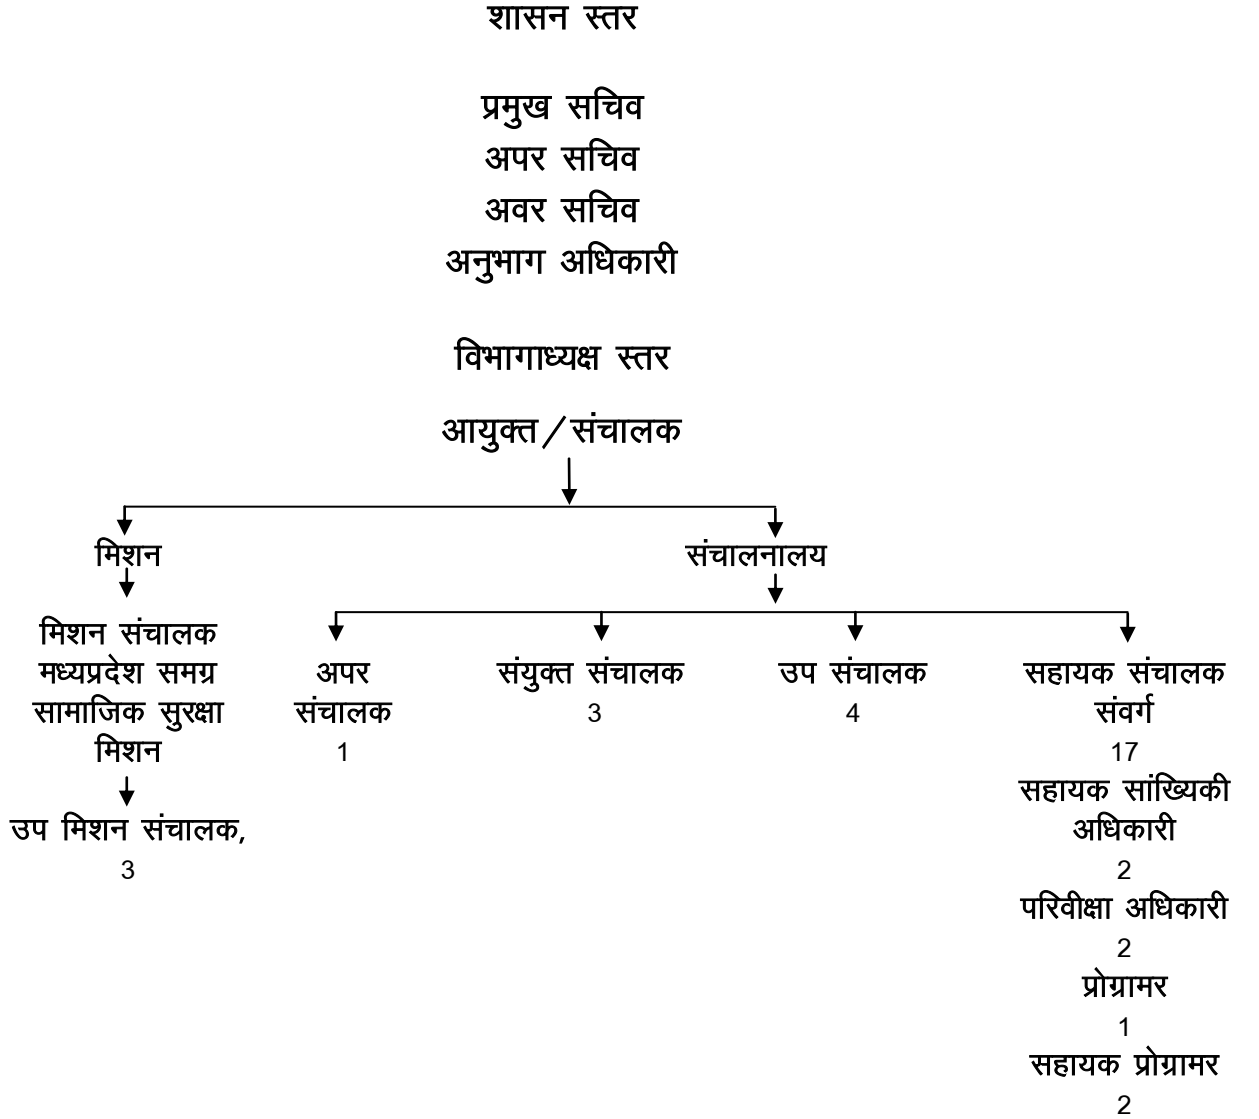 शासन स्तर
प्रमुख सचिव
अपर सचिव
अवर सचिव
अनुभाग अधिकारी
विभागाध्यक्ष स्तर
आयुक्त/संचालक
मिशन
संचालनालय
मिशन संचालक
मध्यप्रदेश समग्र
सामाजिक सुरक्षा
मिशन
उप मिशन संचालक,
3
अपर
संचालक
1
संयुक्त संचालक
3
उप संचालक
4
सहायक संचालक
संवर्ग
17
सहायक सांख्यिकी
अधिकारी
2
परिवीक्षा अधिकारी
2
प्रोग्रामर
1
सहायक प्रोग्रामर
2